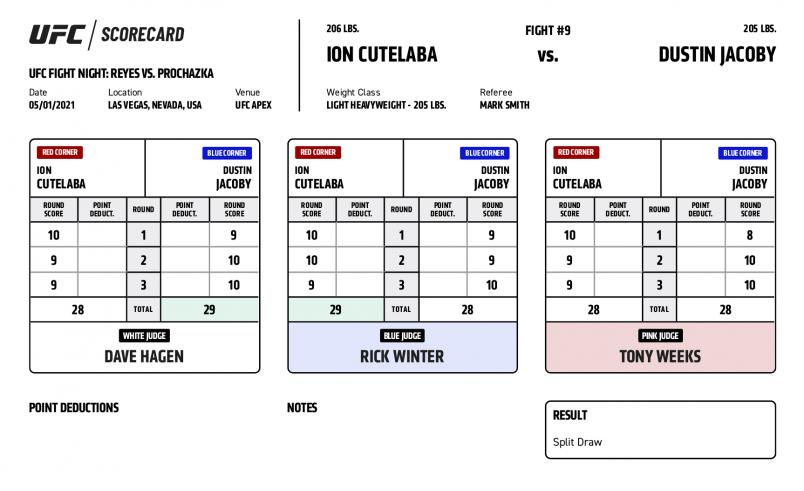 UFC / SCORECARD
UFC FIGHT NIGHT: REYES VS. PROCHAZKA
Date Location Venue
05/01/2021 LAS VEGAS, NEVADA, USA UFC APEX
206 LBS. FIGHT #9 205 LBS.
ION CUTELABA vs. DUSTIN JACOBY
Weight Class Referee
LIGHT HEAVYWEIGHT - 205 LBS. MARK SMITH
RED CORNER BLUE CORNER
ION DUSTIN
CUTELABA JACOBY
ROUND SCORE POINT DEDUCT. ROUND POINT DEDUCT. ROUND SCORE
10 1 9
9 2 10
9 3 10
28 TOTAL 29
WHITE JUDGE
DAVE HAGEN
RED CORNER BLUE CORNER
ION DUSTIN
CUTELABA JACOBY
ROUND SCORE POINT DEDUCT. ROUND POINT DEDUCT. ROUND SCORE
10 1 9
10 2 9
9 3 10
29 TOTAL 28
BLUE JUDGE
RICK WINTER
RED CORNER BLUE CORNER
ION DUSTIN
CUTELABA JACOBY
ROUND SCORE POINT DEDUCT. ROUND POINT DEDUCT. ROUND SCORE
10 1 8
9 2 10
9 3 10
28 TOTAL 28
PINK JUDGE
TONY WEEKS
POINT DEDUCTIONS
NOTES
RESULT
Split Draw